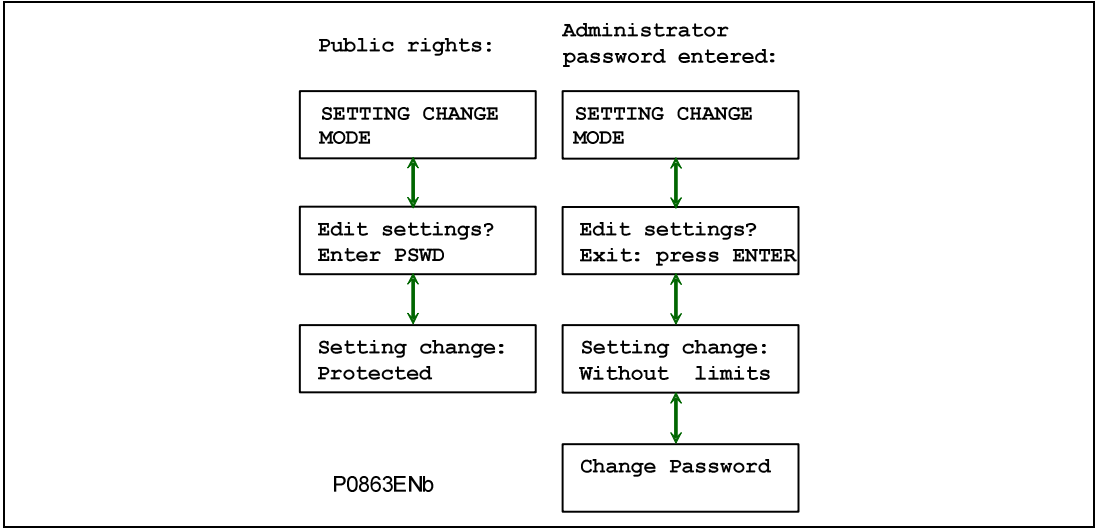 Public rights:
SETTING CHANGE
MODE
Edit settings?
Enter PSWD
Setting change:
Protected
Administrator
password entered:
SETTING CHANGE
MODE
Edit settings?
Exit: press ENTER
Setting change:
Without limits
Change Password
P0863ENb